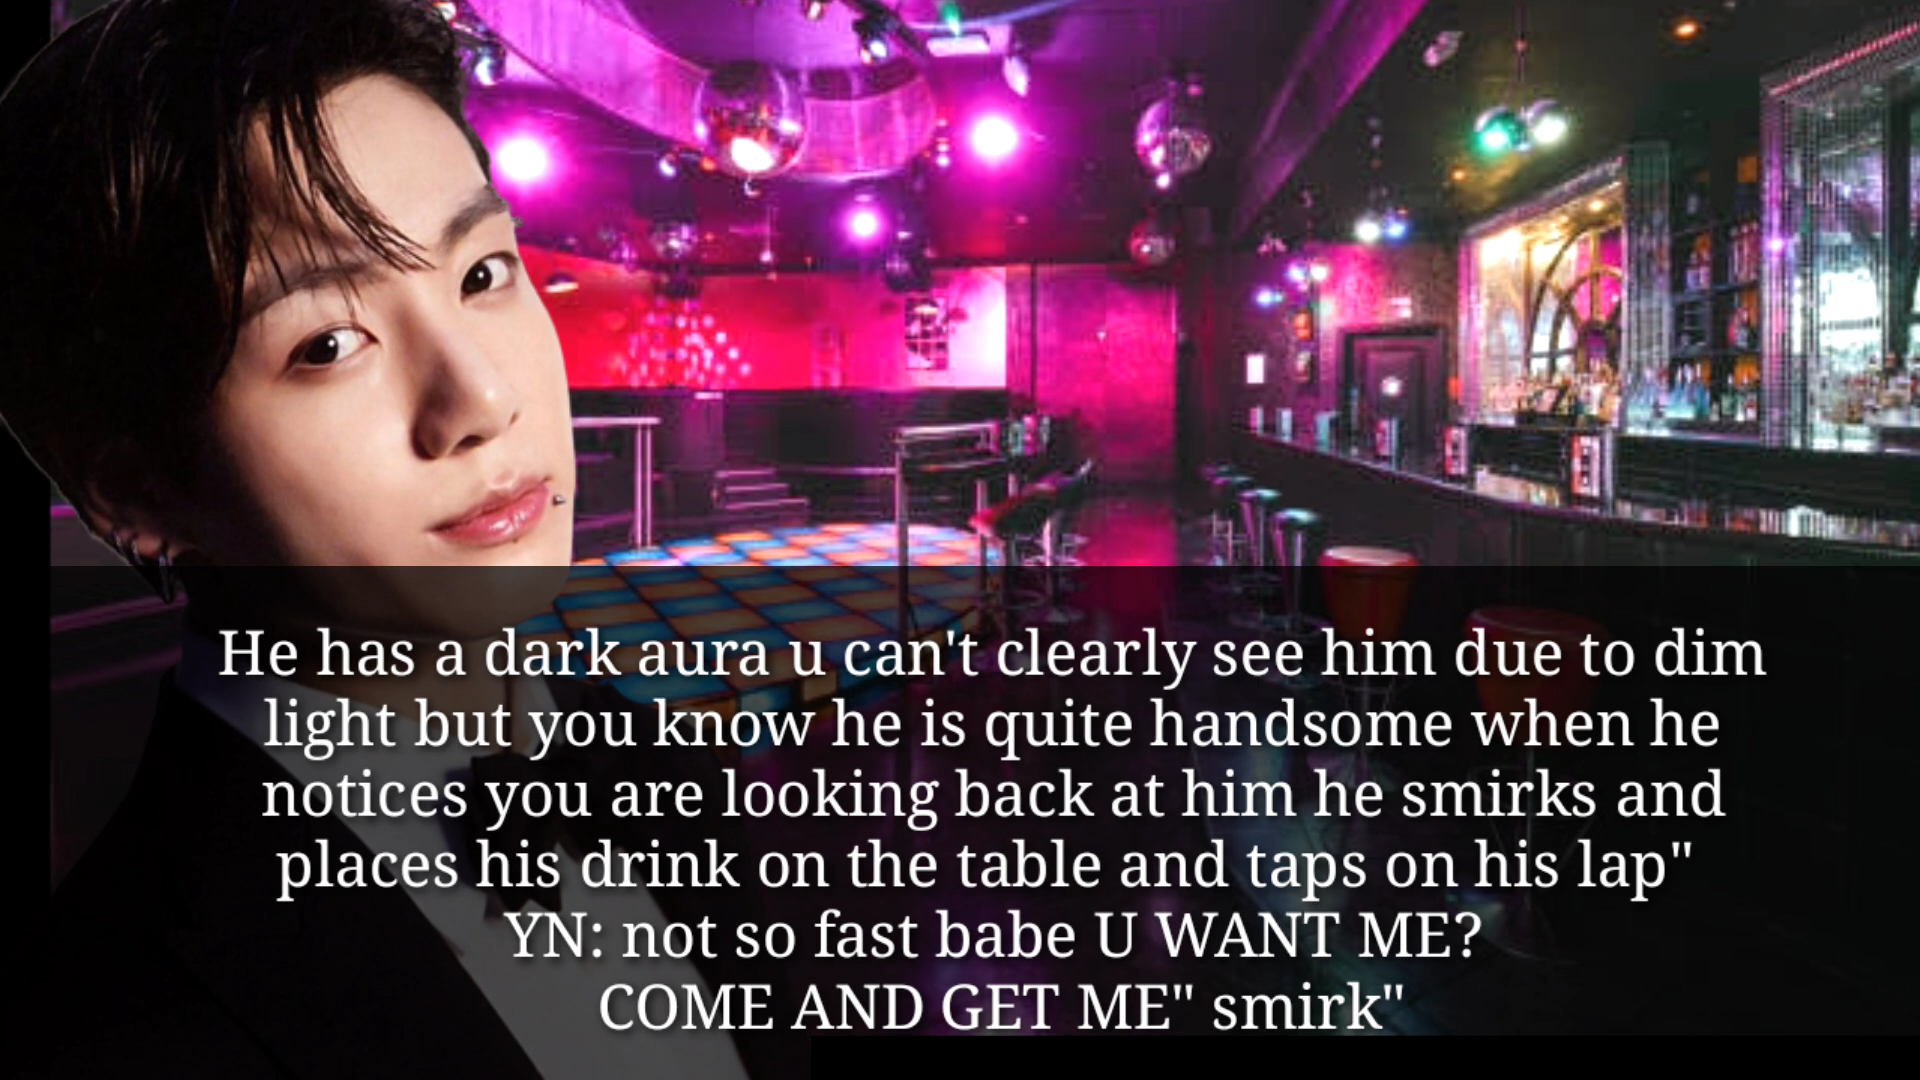 He has a dark aura u can't clearly see him due to dim
light but you know he is quite handsome when he
notices you are looking back at him he smirks and
places his drink on the table and taps on his lap"
YN: not so fast babe U WANT ME?
COME AND GET ME" smirk"